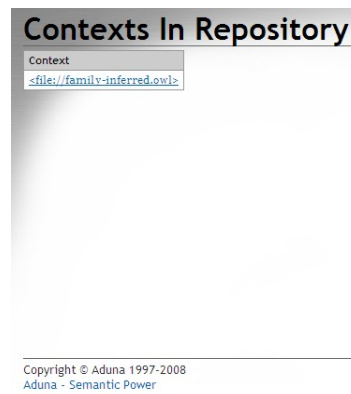 Contexts In Repository
Context
<file://family-inferred.owl>
Copyright © Aduna 1997-2008
Aduna - Semantic Power